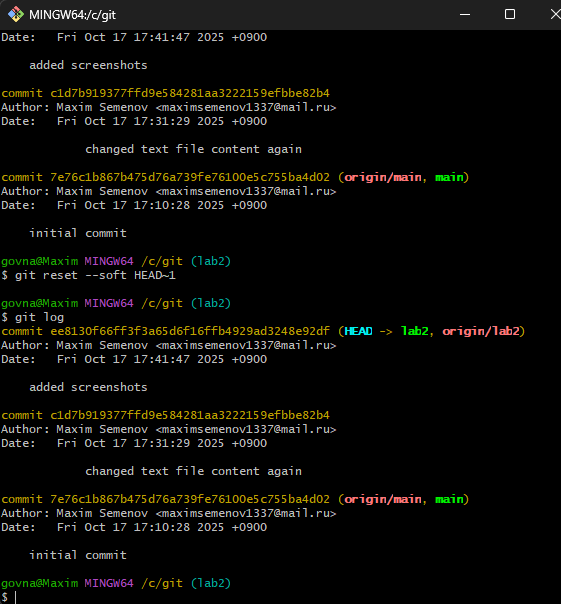 MINGW64:/c/git
Date:   Fri Oct 17 17:41:47 2025 +0900
    added screenshots
commit c1d7b919377ffd9e584281aa3222159efbbe82b4
Author: Maxim Semenov <maximsemenov1337@mail.ru>
Date:   Fri Oct 17 17:31:29 2025 +0900
            changed text file content again
commit 7e76c1b867b475d76a739fe76100e5c755ba4d02 (origin/main, main)
Author: Maxim Semenov <maximsemenov1337@mail.ru>
Date:   Fri Oct 17 17:10:28 2025 +0900
    initial commit
govna@Maxim MINGW64 /c/git (lab2)
$ git reset --soft HEAD~1
govna@Maxim MINGW64 /c/git (lab2)
$ git log
commit ee8130f66ff3f3a65d6f16ffb4929ad3248e92df (HEAD -> lab2, origin/lab2)
Author: Maxim Semenov <maximsemenov1337@mail.ru>
Date:   Fri Oct 17 17:41:47 2025 +0900
    added screenshots
commit c1d7b919377ffd9e584281aa3222159efbbe82b4
Author: Maxim Semenov <maximsemenov1337@mail.ru>
Date:   Fri Oct 17 17:31:29 2025 +0900
            changed text file content again
commit 7e76c1b867b475d76a739fe76100e5c755ba4d02 (origin/main, main)
Author: Maxim Semenov <maximsemenov1337@mail.ru>
Date:   Fri Oct 17 17:10:28 2025 +0900
    initial commit
govna@Maxim MINGW64 /c/git (lab2)
$